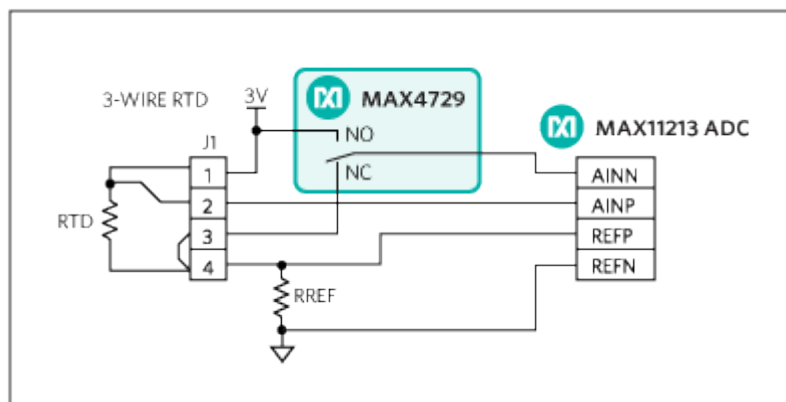 3-WIRE RTD
3V
MAX4729
NO
NC
MAX11213 ADC
J1
1
2
3
4
RTD
RREF
AINN
AINP
REFP
REFN